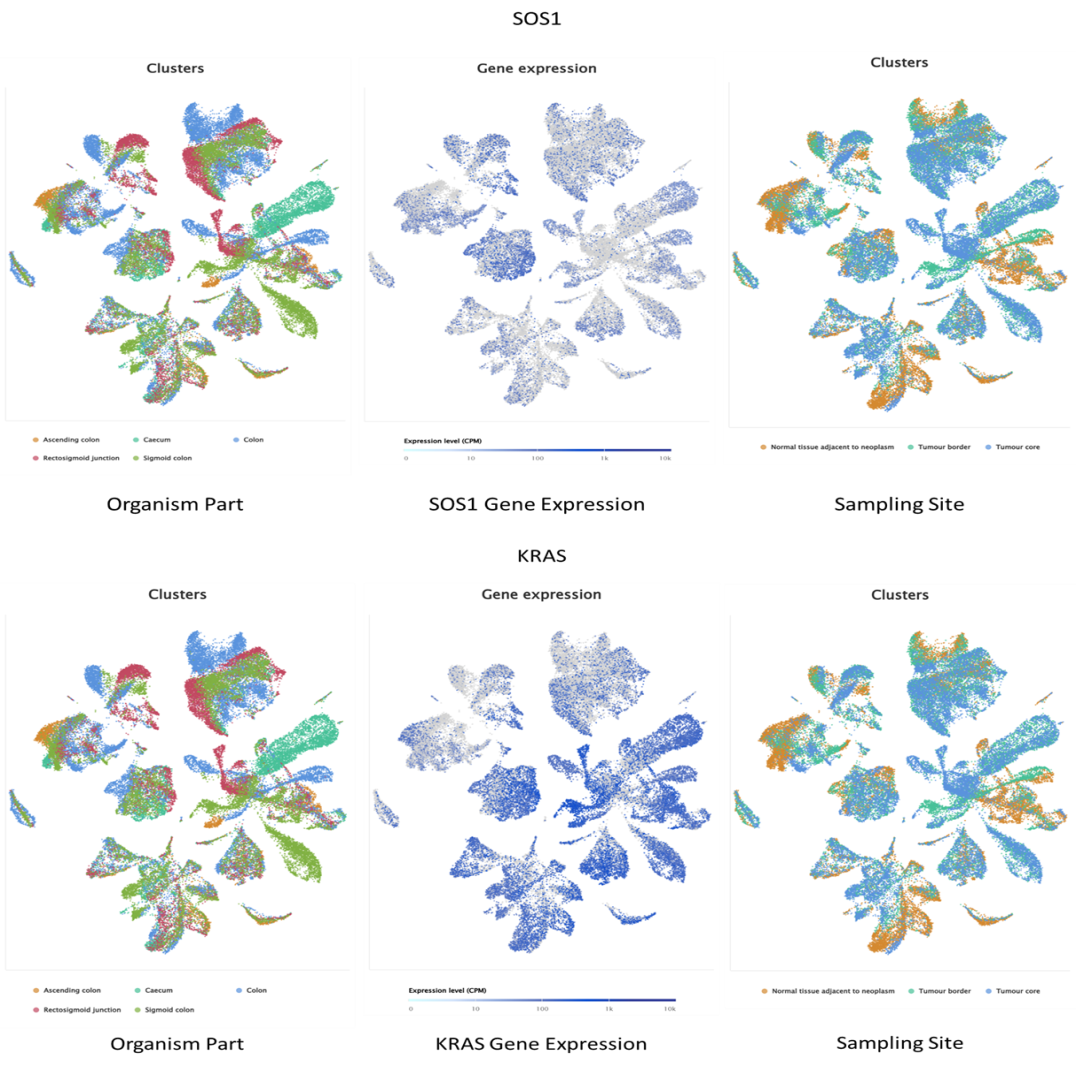 SOS1
Clusters
Gene expression
Clusters
Ascending colon
Caecum
Colon
Rectosigmoid junction
Sigmoid colon
Expression level (CPM)
0 10 100 1k 10k
Normal tissue adjacent to neoplasm
Tumour border
Tumour core
Organism Part
SOS1 Gene Expression
Sampling Site
KRAS
Clusters
Gene expression
Clusters
Ascending colon
Caecum
Colon
Rectosigmoid junction
Sigmoid colon
Expression level (CPM)
0 10 100 1k 10k
Normal tissue adjacent to neoplasm
Tumour border
Tumour core
Organism Part
KRAS Gene Expression
Sampling Site